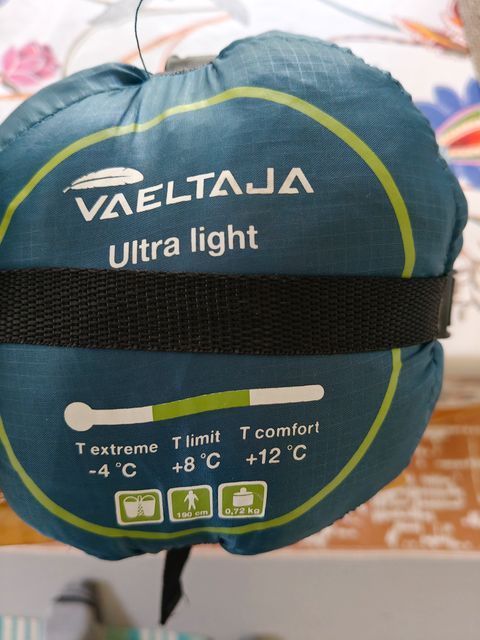 VAELTAJA
Ultra light
T extreme T limit T comfort
-4 °C +8 °C +12 °C
190 cm 0,72 kg